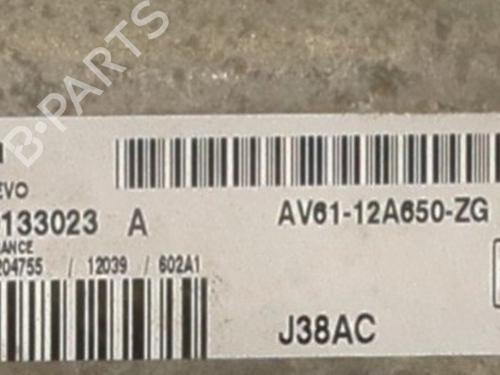 B-PARTS
EVO
133023 A
AV61-12A650-ZG
ANCE
204755 / 12039 / 602A1
J38AC